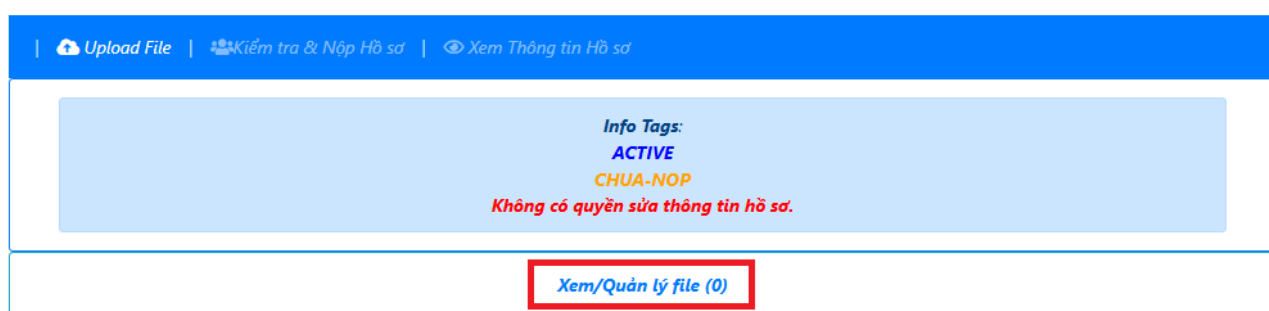 | Upload File | Kiểm tra & Nộp Hồ sơ | Xem Thông tin Hồ sơ
Info Tags:
ACTIVE
CHUA-NOP
Không có quyền sửa thông tin hồ sơ.
Xem/Quản lý file (0)